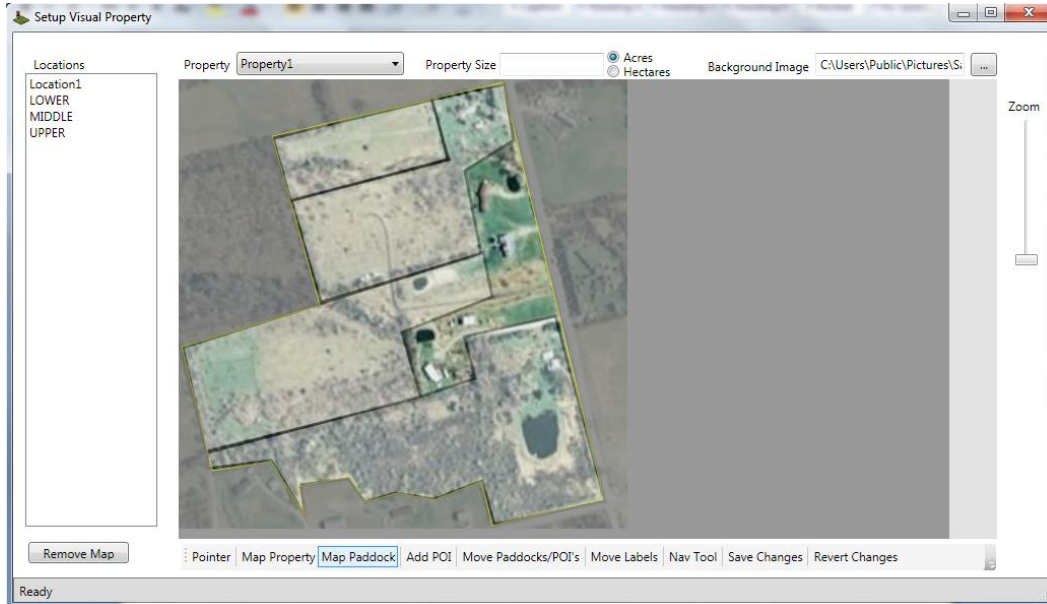 Setup Visual Property
Locations
Property Property1 Property Size Acres
Hectares
Background Image C:\Users\Public\Pictures\Sa ...
Location1
LOWER
MIDDLE
UPPER
Zoom
Remove Map
Pointer Map Property Map Paddock Add POI Move Paddocks/POI's Move Labels Nav Tool Save Changes Revert Changes
Ready